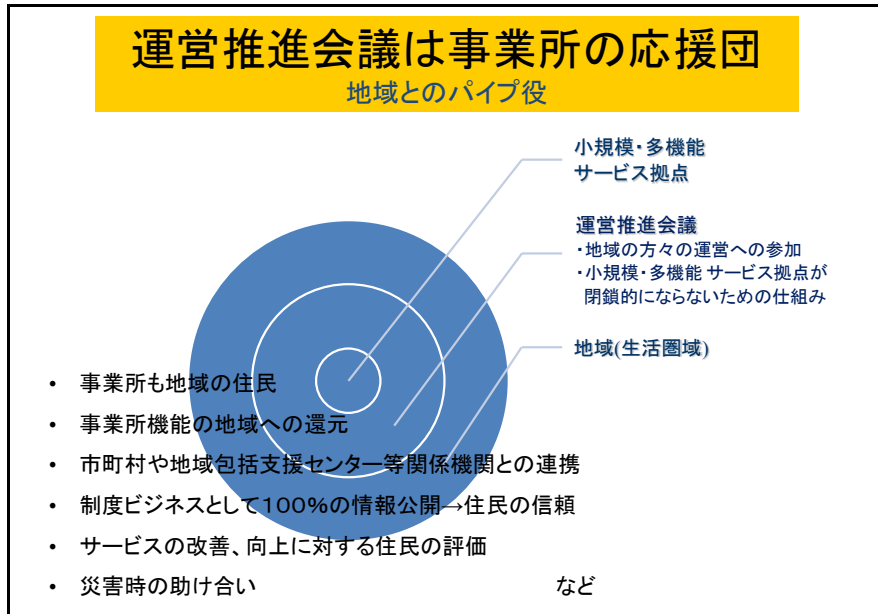 運営推進会議は事業所の応援団
地域とのパイプ役
小規模・多機能
サービス拠点
運営推進会議
・地域の方々の運営への参加
・小規模・多機能 サービス拠点が
閉鎖的にならないための仕組み
地域(生活圏域)
• 事業所も地域の住民
• 事業所機能の地域への還元
• 市町村や地域包括支援センター等関係機関との連携
• 制度ビジネスとして100%の情報公開→住民の信頼
• サービスの改善、向上に対する住民の評価
• 災害時の助け合い など